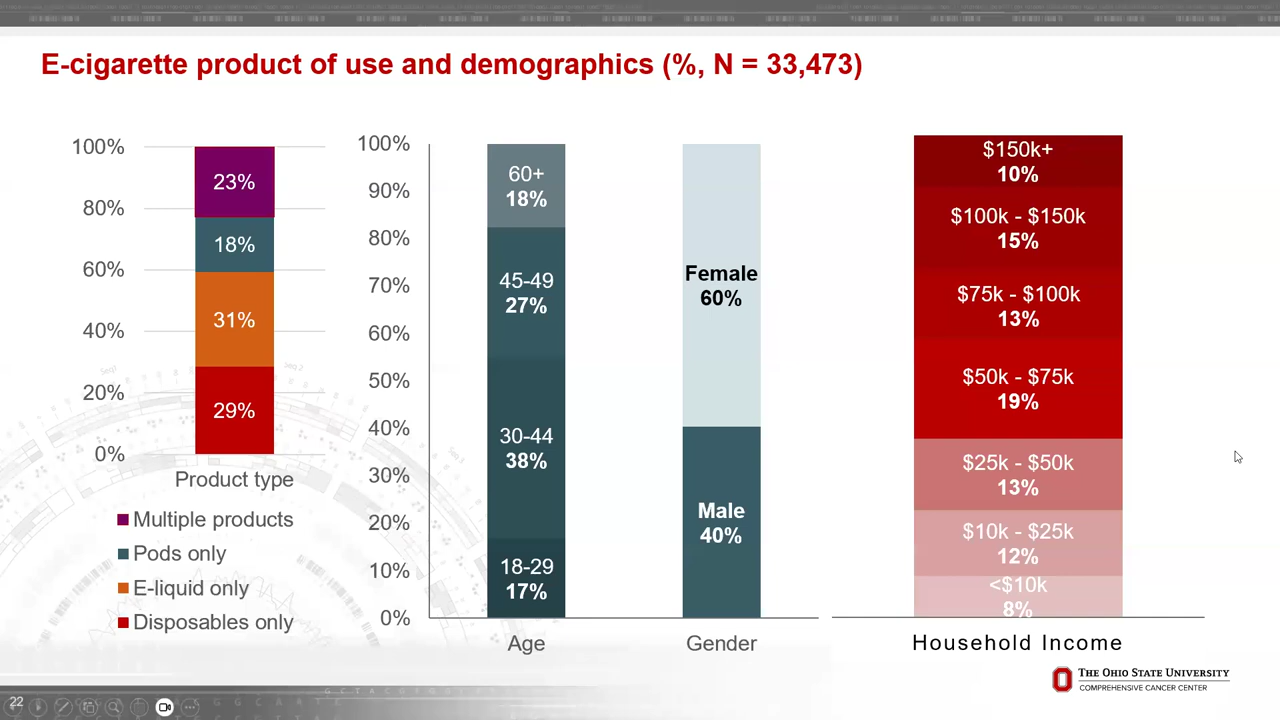 E-cigarette product of use and demographics (%, N = 33,473)
100%
80%
60%
40%
20%
0%
23%
18%
31%
29%
Product type
Multiple products
Pods only
E-liquid only
Disposables only
100%
90%
80%
70%
60%
50%
40%
30%
20%
10%
0%
60+
18%
45-49
27%
30-44
38%
18-29
17%
Age
Female
60%
Male
40%
Gender
$150k+
10%
$100k - $150k
15%
$75k - $100k
13%
$50k - $75k
19%
$25k - $50k
13%
$10k - $25k
12%
<$10k
8%
Household Income
THE OHIO STATE UNIVERSITY
COMPREHENSIVE CANCER CENTER
22